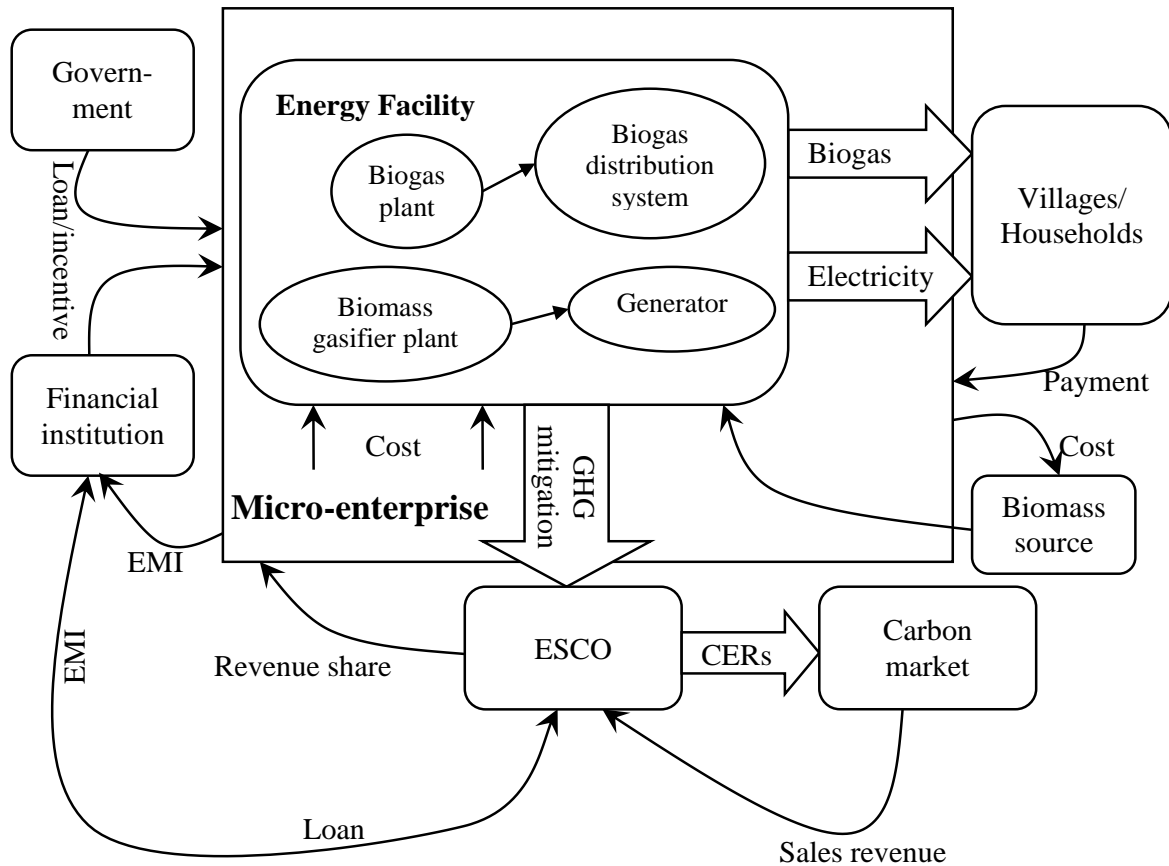 Govern-
ment
Loan/incentive
Financial
institution
EMI
EMI
Loan
Energy Facility
Biogas
plant
Biogas
distribution
system
Biomass
gasifier plant
Generator
Cost
Micro-enterprise
GHG
mitigation
Biogas
Electricity
Villages/
Households
Payment
Cost
Biomass
source
Revenue share
ESCO
CERs
Carbon
market
Sales revenue